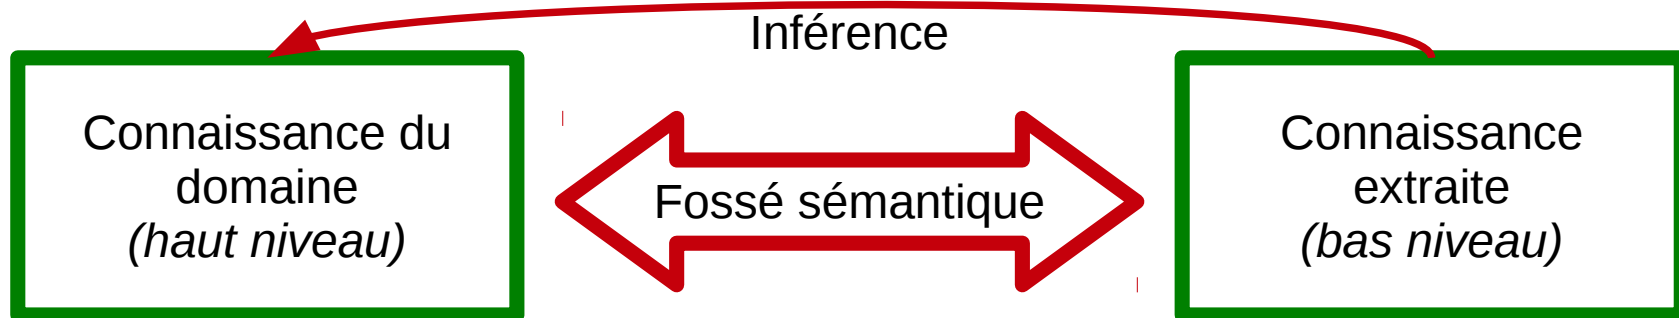 Inférence
Connaissance du
domaine
(haut niveau)
Fossé sémantique
Connaissance
extraite
(bas niveau)